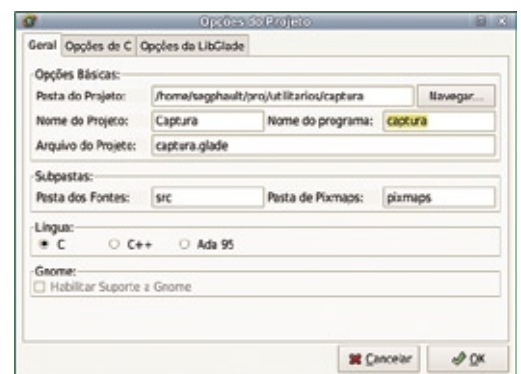 Opções do Projeto
Geral Opções de C Opções da LibGlade
Opções Básicas:
Pasta do Projeto: /home/segphault/proj/utilitarios/captura Navegar...
Nome do Projeto: Captura Nome do programa: captura
Arquivo do Projeto: captura.glade
Subpastas:
Pasta dos Fontes: src Pasta de Pixmaps: pixmaps
Língua:
C C++ Ada 95
Gnome:
Habilitar Suporte a Gnome
Cancelar OK